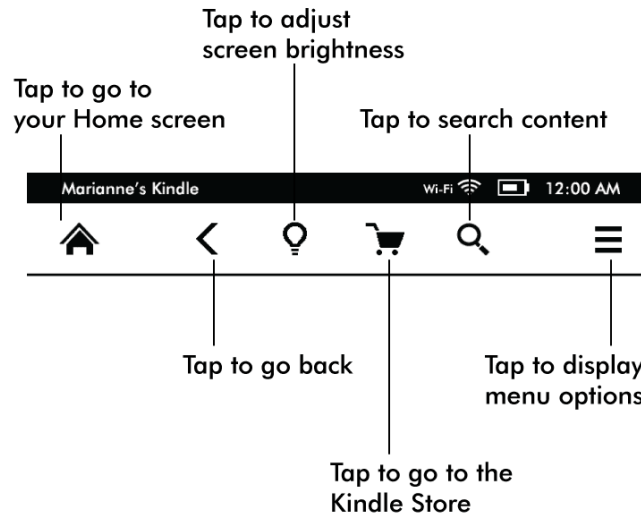 Tap to adjust
screen brightness
Tap to go to
your Home screen
Tap to search content
Marianne's Kindle
Wi-Fi
12:00 AM
Tap to go back
Tap to display
menu options
Tap to go to the
Kindle Store